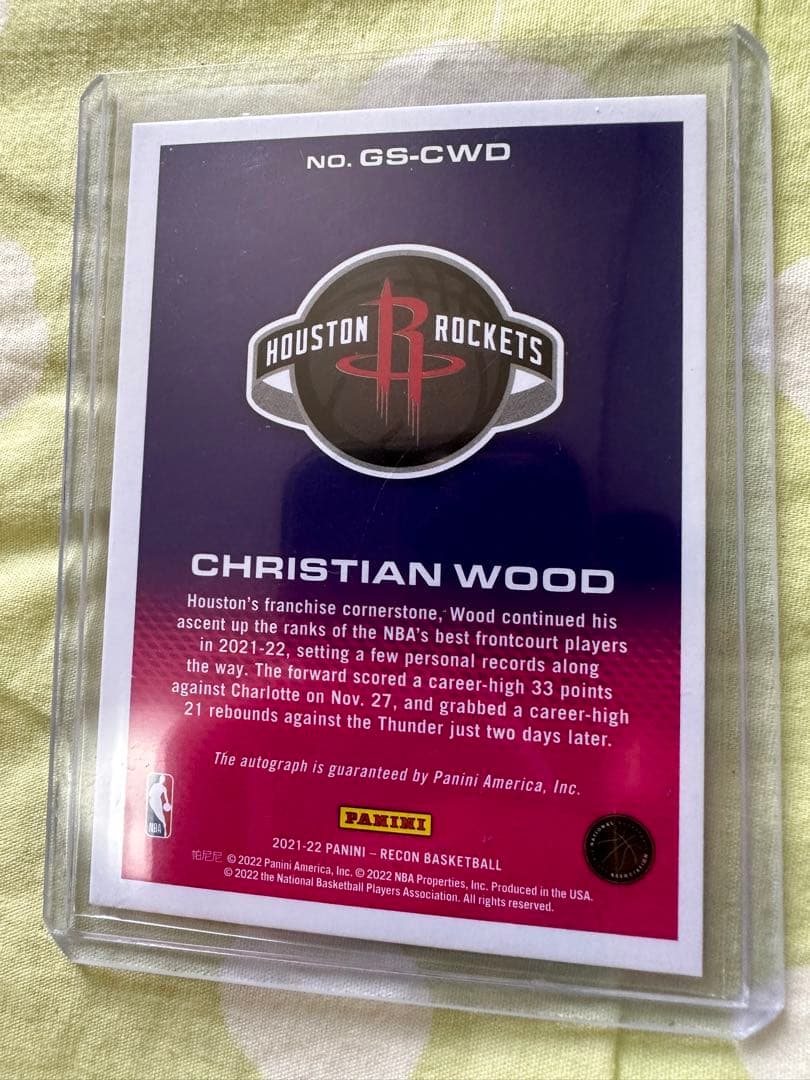 NO. GS-CWD
HOUSTON ROCKETS
CHRISTIAN WOOD
Houston's franchise cornerstone, Wood continued his
ascent up the ranks of the NBA's best frontcourt players
in 2021-22, setting a few personal records along
the way. The forward scored a career-high 33 points
against Charlotte on Nov. 27, and grabbed a career-high
21 rebounds against the Thunder just two days later.
The autograph is guaranteed by Panini America, Inc.
NBA
PANINI
2021-22 PANINI – RECON BASKETBALL
帕尼尼 © 2022 Panini America, Inc. © 2022 NBA Properties, Inc. Produced in the USA.
© 2022 the National Basketball Players Association. All rights reserved.
NATIONAL
ASSOCIATION